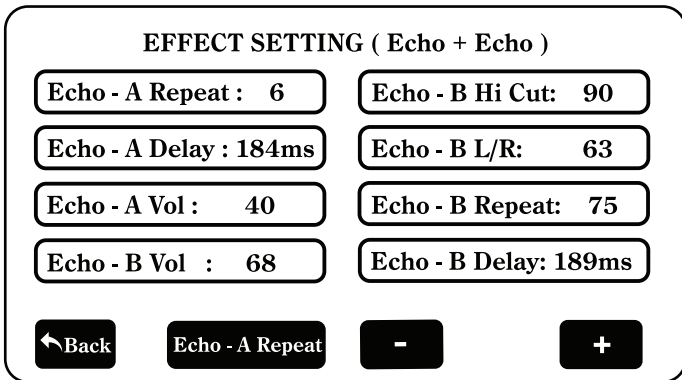 EFFECT SETTING ( Echo + Echo )
Echo - A Repeat : 6
Echo - A Delay : 184ms
Echo - A Vol : 40
Echo - B Vol : 68
Echo - B Hi Cut: 90
Echo - B L/R: 63
Echo - B Repeat: 75
Echo - B Delay: 189ms
Back
Echo - A Repeat
-
+